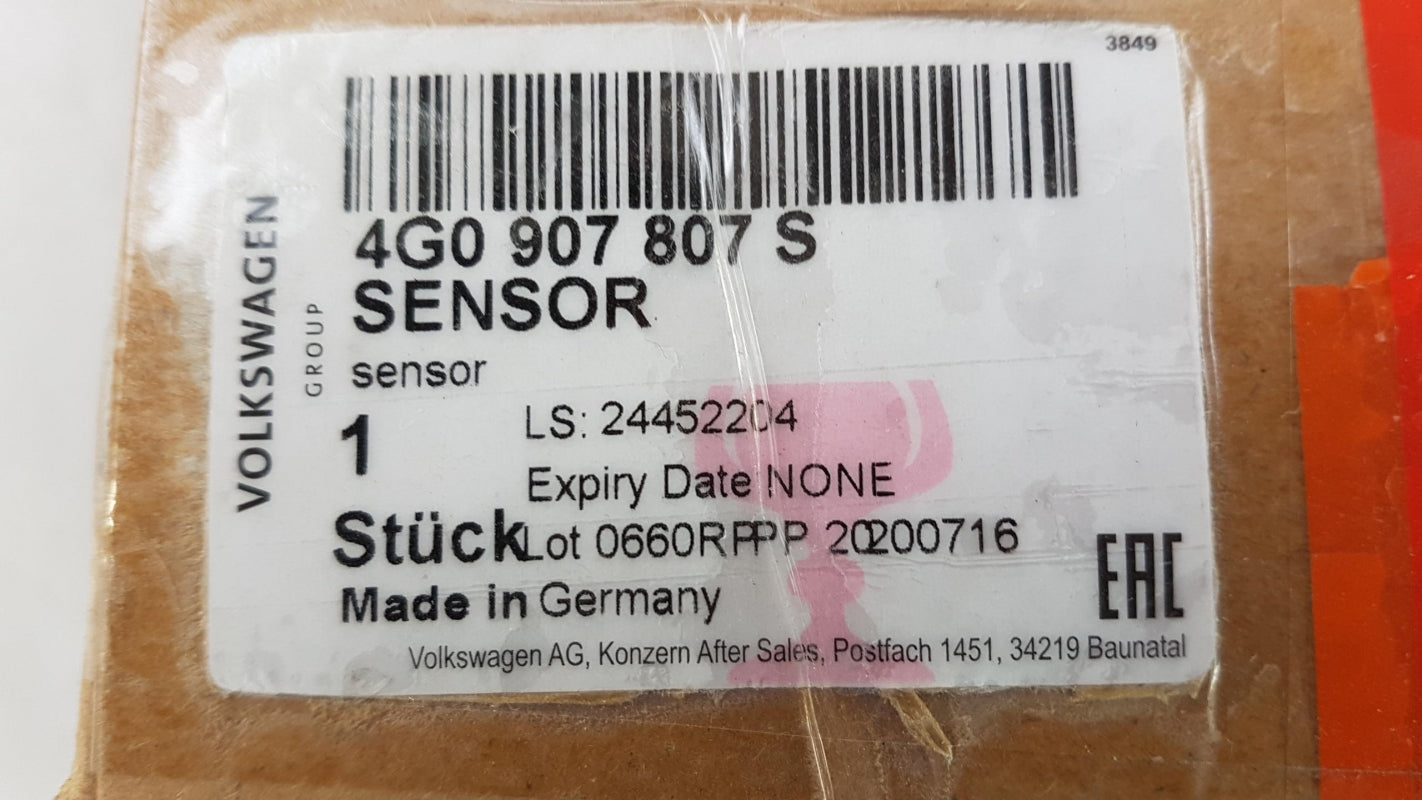 3849
VOLKSWAGEN
GROUP
4G0 907 807 S
SENSOR
sensor
1
LS: 24452204
Expiry Date NONE
Stück
Lot 0660RPPP 20200716
Made in Germany
EAC
Volkswagen AG, Konzern After Sales, Postfach 1451, 34219 Baunatal